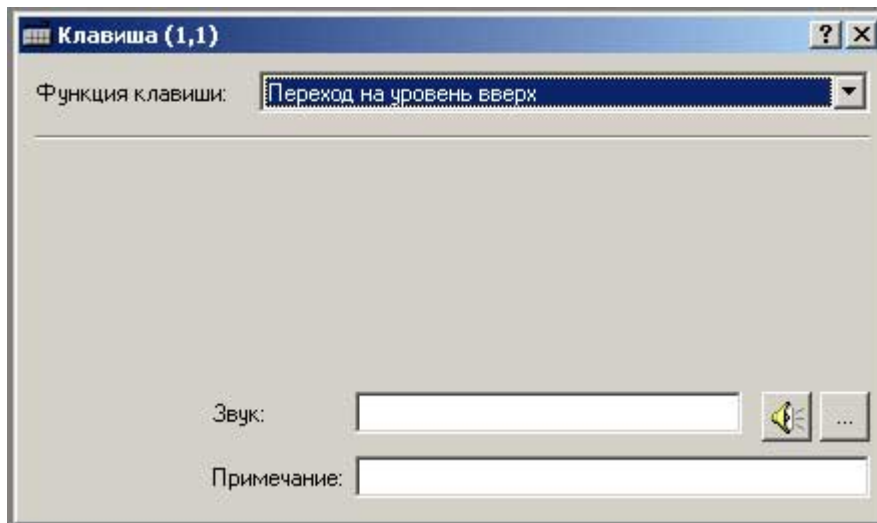 Клавиша (1,1)
Функция клавиши: Переход на уровень вверх
Звук: ...
Примечание: